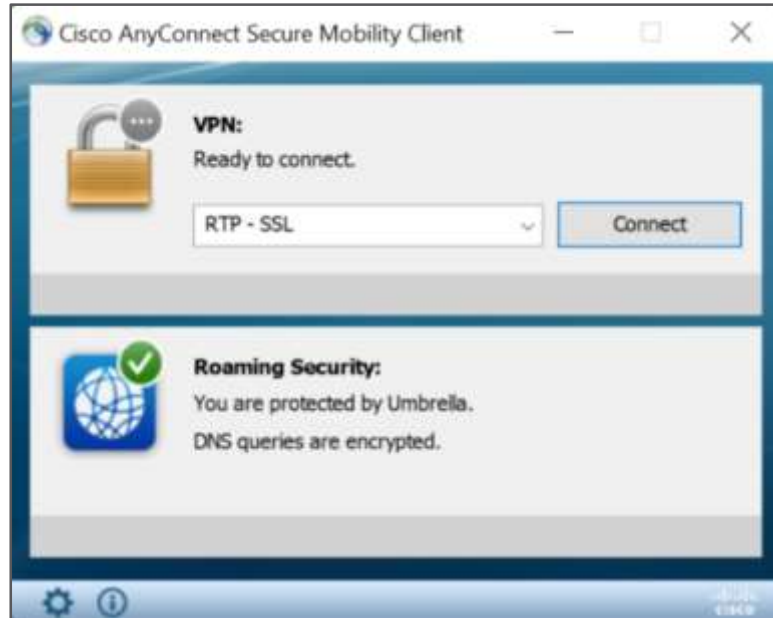 Cisco AnyConnect Secure Mobility Client
VPN:
Ready to connect.
RTP - SSL
Connect
Roaming Security:
You are protected by Umbrella.
DNS queries are encrypted.
CISCO